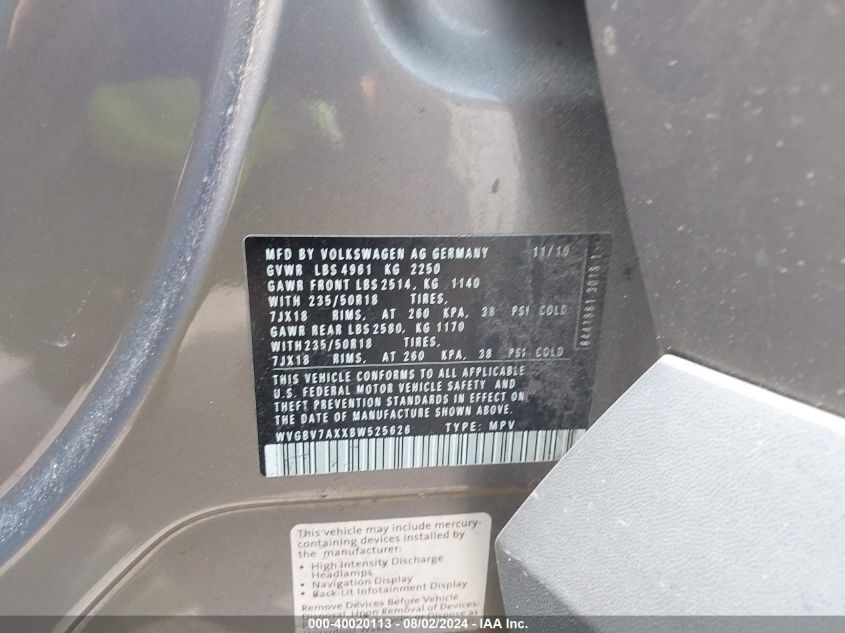 MFD BY VOLKSWAGEN AG GERMANY 11/10
GVWR LBS 4961 KG 2250
GAWR FRONT LBS 2514, KG 1140
WITH 235/50R18 TIRES,
7JX18 RIMS, AT 260 KPA, 38 PSI COLD
GAWR REAR LBS 2580, KG 1170
WITH 235/50R18 TIRES,
7JX18 RIMS, AT 260 KPA, 38 PSI COLD
THIS VEHICLE CONFORMS TO ALL APPLICABLE
U.S. FEDERAL MOTOR VEHICLE SAFETY AND
THEFT PREVENTION STANDARDS IN EFFECT ON
THE DATE OF MANUFACTURE SHOWN ABOVE.
WVGBV7AXXBW525626 TYPE: MPV
This vehicle may include mercury-
containing devices installed by
the manufacturer:
• High Intensity Discharge
Headlamps
• Navigation Display
• Back-Lit Infotainment Display
Remove Devices Before Vehicle
Disposal. Upon Removal of Devices:
000-40020113 - 08/02/2024 - IAA Inc.